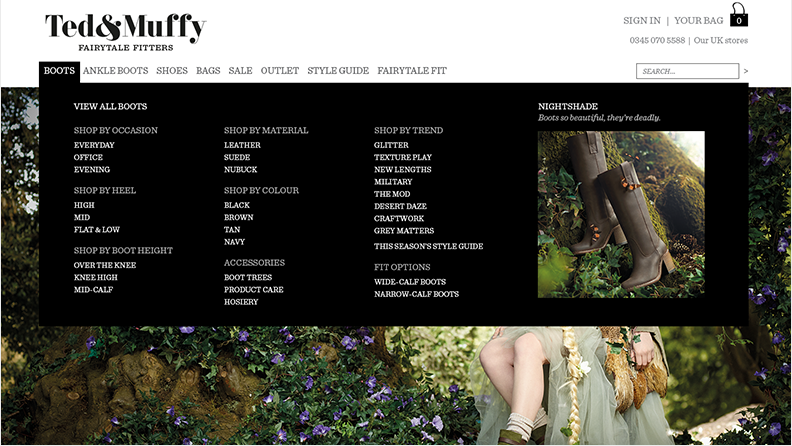 Ted&Muffy
FAIRYTALE FITTERS
SIGN IN | YOUR BAG 0
0345 070 5588 | Our UK stores
BOOTS ANKLE BOOTS SHOES BAGS SALE OUTLET STYLE GUIDE FAIRYTALE FIT
SEARCH... >
VIEW ALL BOOTS
SHOP BY OCCASION
EVERYDAY
OFFICE
EVENING
SHOP BY HEEL
HIGH
MID
FLAT & LOW
SHOP BY BOOT HEIGHT
OVER THE KNEE
KNEE HIGH
MID-CALF
SHOP BY MATERIAL
LEATHER
SUEDE
NUBUCK
SHOP BY COLOUR
BLACK
BROWN
TAN
NAVY
ACCESSORIES
BOOT TREES
PRODUCT CARE
HOSIERY
SHOP BY TREND
GLITTER
TEXTURE PLAY
NEW LENGTHS
MILITARY
THE MOD
DESERT DAZE
CRAFTWORK
GREY MATTERS
THIS SEASON'S STYLE GUIDE
FIT OPTIONS
WIDE-CALF BOOTS
NARROW-CALF BOOTS
NIGHTSHADE
Boots so beautiful, they're deadly.